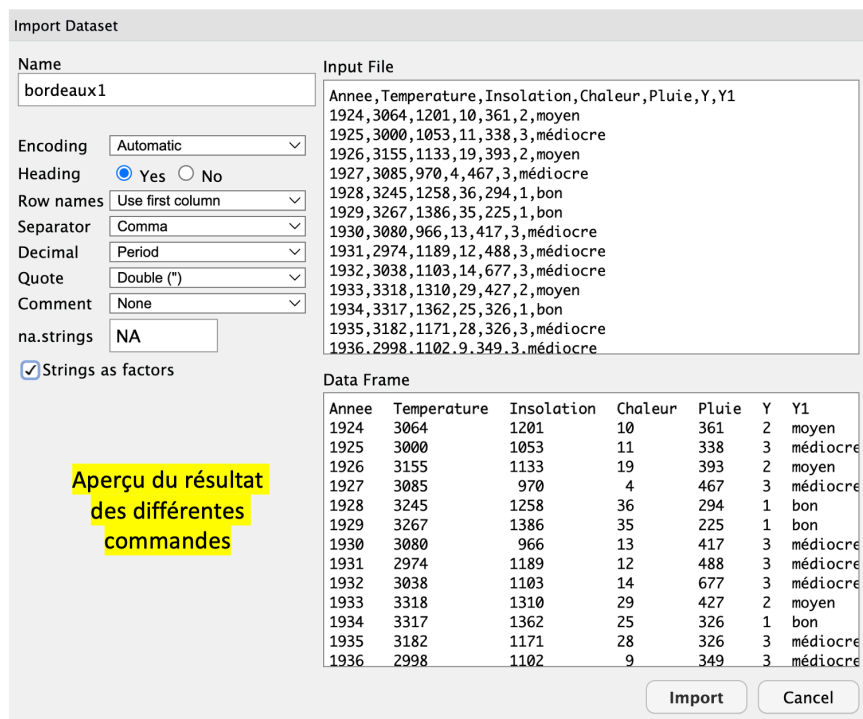 Import Dataset
Name
bordeaux1
Encoding Automatic
Heading Yes No
Row names Use first column
Separator Comma
Decimal Period
Quote Double (")
Comment None
na.strings NA
Strings as factors
Aperçu du résultat
des différentes
commandes
Input File
Annee,Temperature,Insolation,Chaleur,Pluie,Y,Y1
1924,3064,1201,10,361,2,moyen
1925,3000,1053,11,338,3,médiocre
1926,3155,1133,19,393,2,moyen
1927,3085,970,4,467,3,médiocre
1928,3245,1258,36,294,1,bon
1929,3267,1386,35,225,1,bon
1930,3080,966,13,417,3,médiocre
1931,2974,1189,12,488,3,médiocre
1932,3038,1103,14,677,3,médiocre
1933,3318,1310,29,427,2,moyen
1934,3317,1362,25,326,1,bon
1935,3182,1171,28,326,3,médiocre
1936,2998,1102,9,349,3,médiocre
Data Frame
Annee Temperature Insolation Chaleur Pluie Y Y1
1924 3064 1201 10 361 2 moyen
1925 3000 1053 11 338 3 médiocre
1926 3155 1133 19 393 2 moyen
1927 3085 970 4 467 3 médiocre
1928 3245 1258 36 294 1 bon
1929 3267 1386 35 225 1 bon
1930 3080 966 13 417 3 médiocre
1931 2974 1189 12 488 3 médiocre
1932 3038 1103 14 677 3 médiocre
1933 3318 1310 29 427 2 moyen
1934 3317 1362 25 326 1 bon
1935 3182 1171 28 326 3 médiocre
1936 2998 1102 9 349 3 médiocre
Import Cancel